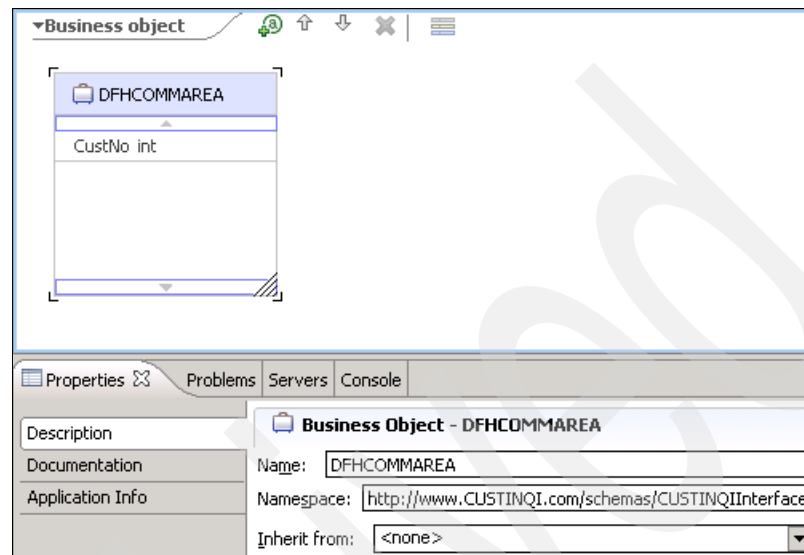 Business object
DFHCOMMAREA
CustNo int
Properties Problems Servers Console
Description
Business Object - DFHCOMMAREA
Documentation
Name: DFHCOMMAREA
Application Info
Namespace: http://www.CUSTINQI.com/schemas/CUSTINQIInterface
Inherit from: <none>